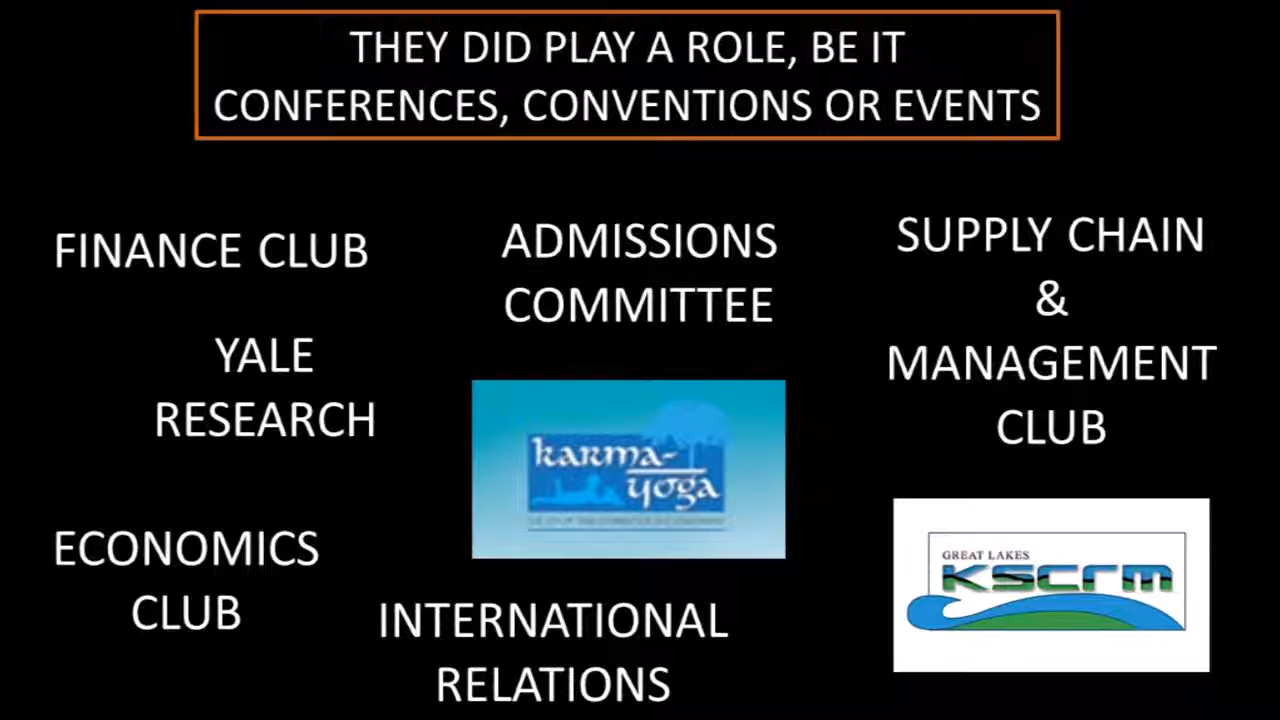 THEY DID PLAY A ROLE, BE IT
CONFERENCES, CONVENTIONS OR EVENTS
FINANCE CLUB
ADMISSIONS
COMMITTEE
SUPPLY CHAIN
&
MANAGEMENT
CLUB
YALE
RESEARCH
karma-
yoga
ECONOMICS
CLUB
INTERNATIONAL
RELATIONS
GREAT LAKES
KSCrm